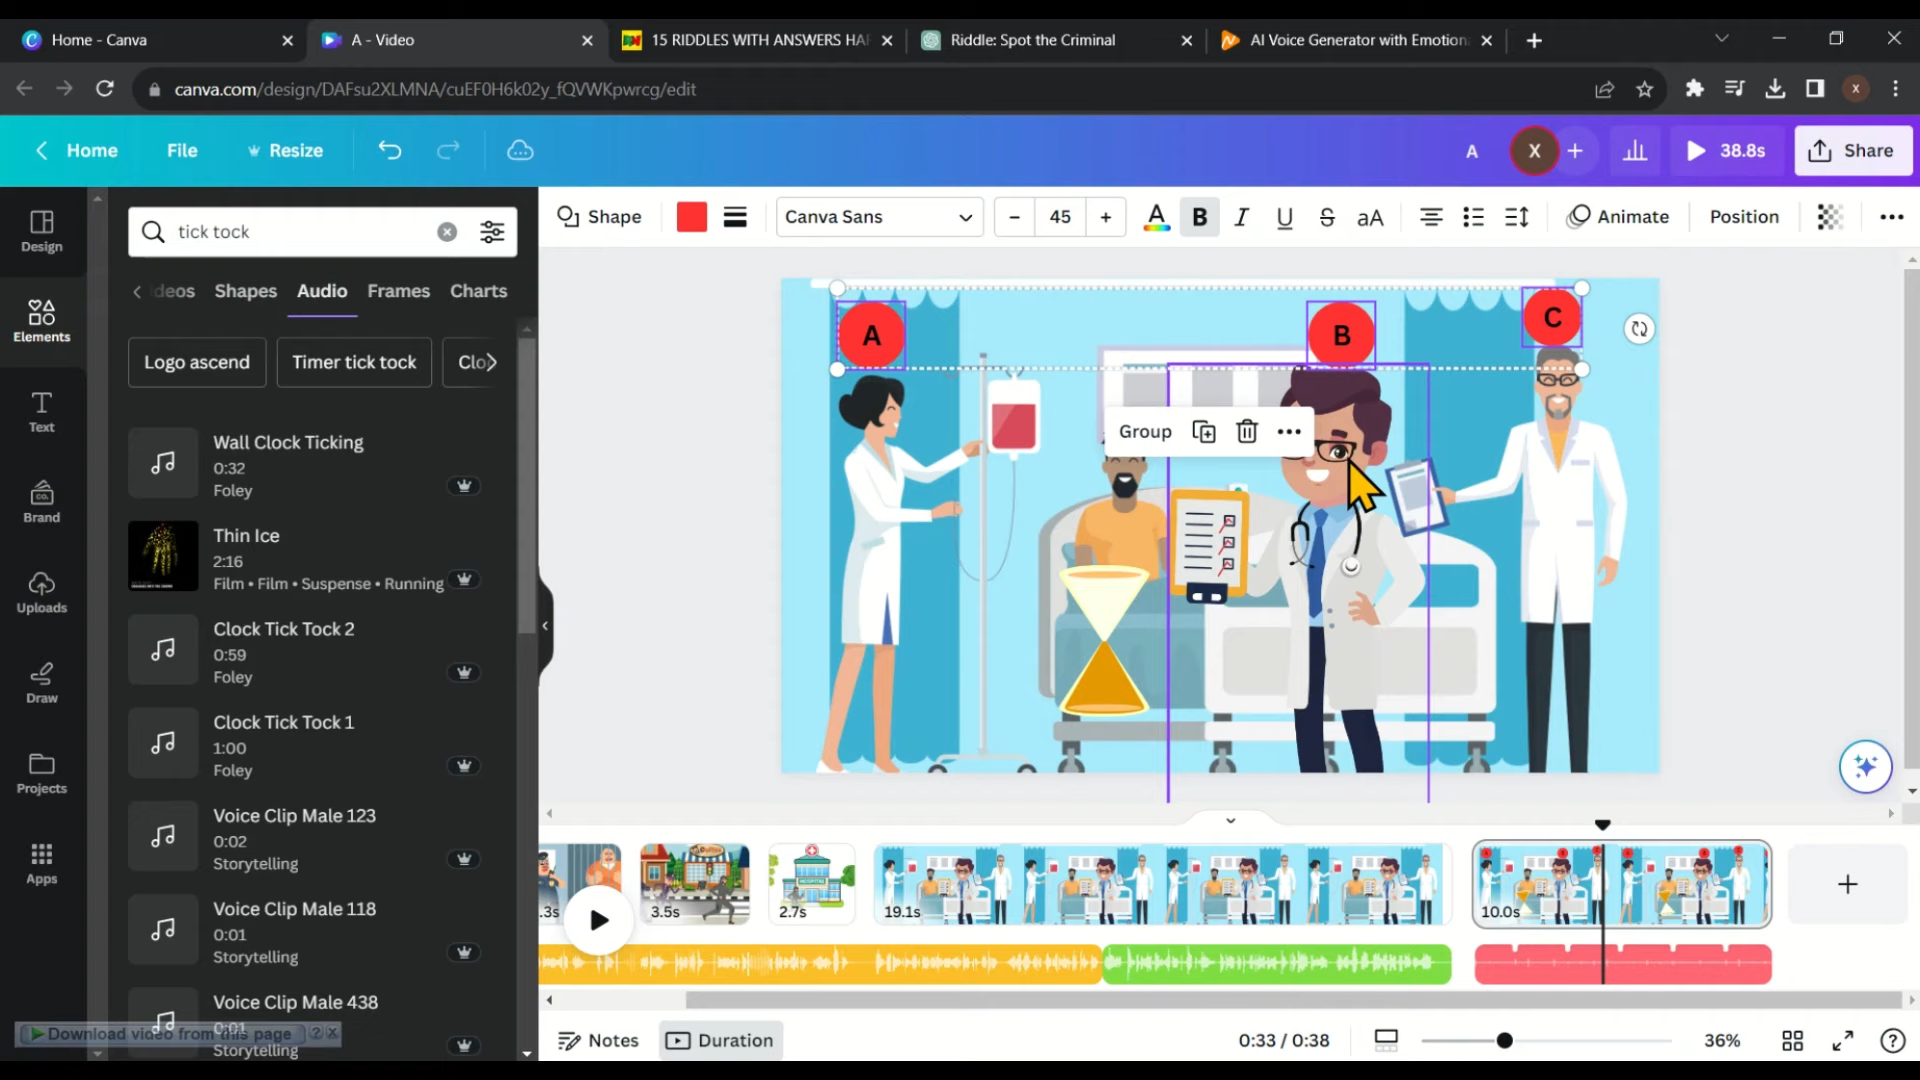 Home - Canva
A - Video
15 RIDDLES WITH ANSWERS HA
Riddle: Spot the Criminal
AI Voice Generator with Emotion
canva.com/design/DAFsu2XLMNA/cuEF0H6k02y_fQVWKpwrcg/edit
X
Home
File
Resize
A
X
38.8s
Share
Design
Elements
Text
Brand
CO.
Uploads
Draw
Projects
Apps
tick tock
deos
Shapes
Audio
Frames
Charts
Logo ascend
Timer tick tock
Clo
Wall Clock Ticking
0:32
Foley
Thin Ice
2:16
Film • Film • Suspense • Running
Clock Tick Tock 2
0:59
Foley
Clock Tick Tock 1
1:00
Foley
Voice Clip Male 123
0:02
Storytelling
Voice Clip Male 118
0:01
Storytelling
Voice Clip Male 438
0:01
Storytelling
Download video from this page
Shape
Canva Sans
45
A
B
I
U
S
aA
Animate
Position
A
B
C
Group
.3s
3.5s
2.7s
19.1s
10.0s
Notes
Duration
0:33 / 0:38
36%